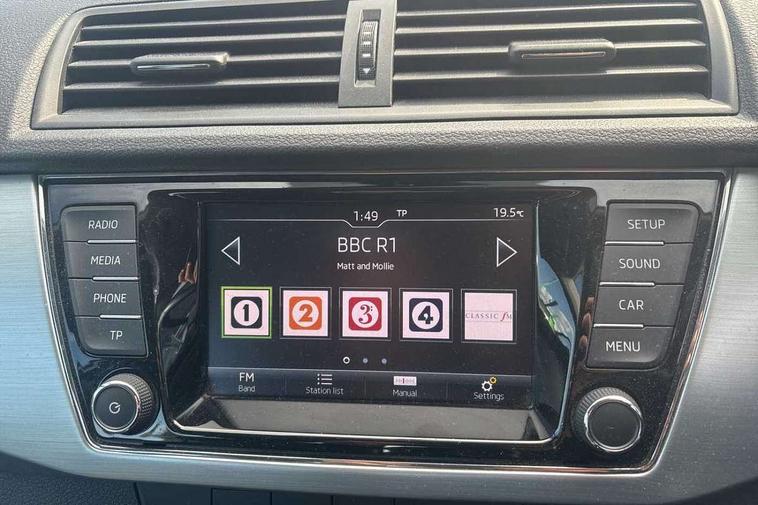 1:49 TP 19.5°C
BBC R1
Matt and Mollie
1 2 3 4 CLASSIC fM
FM
Band
Station list
Manual
Settings
RADIO
MEDIA
PHONE
TP
SETUP
SOUND
CAR
MENU